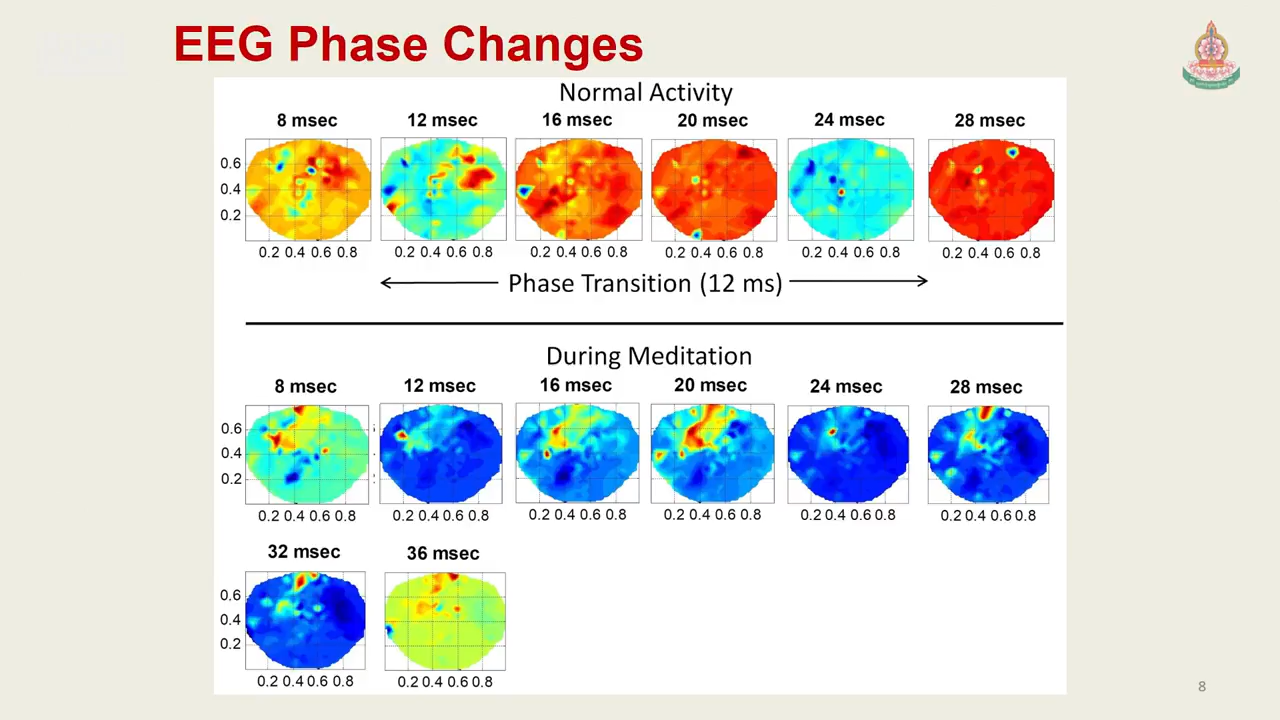 EEG Phase Changes
Normal Activity
8 msec 12 msec 16 msec 20 msec 24 msec 28 msec
0.6
0.4
0.2
0.2 0.4 0.6 0.8 0.2 0.4 0.6 0.8 0.2 0.4 0.6 0.8 0.2 0.4 0.6 0.8 0.2 0.4 0.6 0.8 0.2 0.4 0.6 0.8
Phase Transition (12 ms)
During Meditation
8 msec 12 msec 16 msec 20 msec 24 msec 28 msec
0.6
0.4
0.2
0.2 0.4 0.6 0.8 0.2 0.4 0.6 0.8 0.2 0.4 0.6 0.8 0.2 0.4 0.6 0.8 0.2 0.4 0.6 0.8 0.2 0.4 0.6 0.8
32 msec 36 msec
0.6
0.4
0.2
0.2 0.4 0.6 0.8 0.2 0.4 0.6 0.8
8